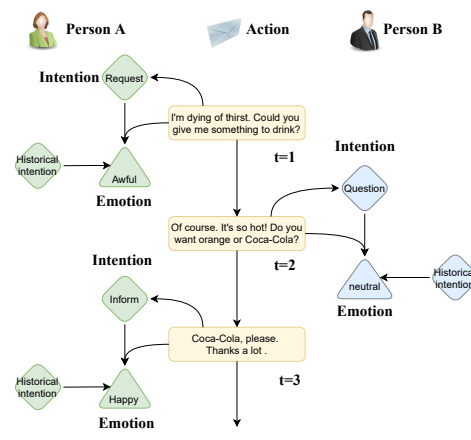 Person A
Action
Person B
Intention
Request
I'm dying of thirst. Could you
give me something to drink?
t=1
Historical
intention
Awful
Emotion
Intention
Question
Of course. It's so hot! Do you
want orange or Coca-Cola?
t=2
neutral
Historical
intention
Emotion
Intention
Inform
Coca-Cola, please.
Thanks a lot .
t=3
Historical
intention
Happy
Emotion